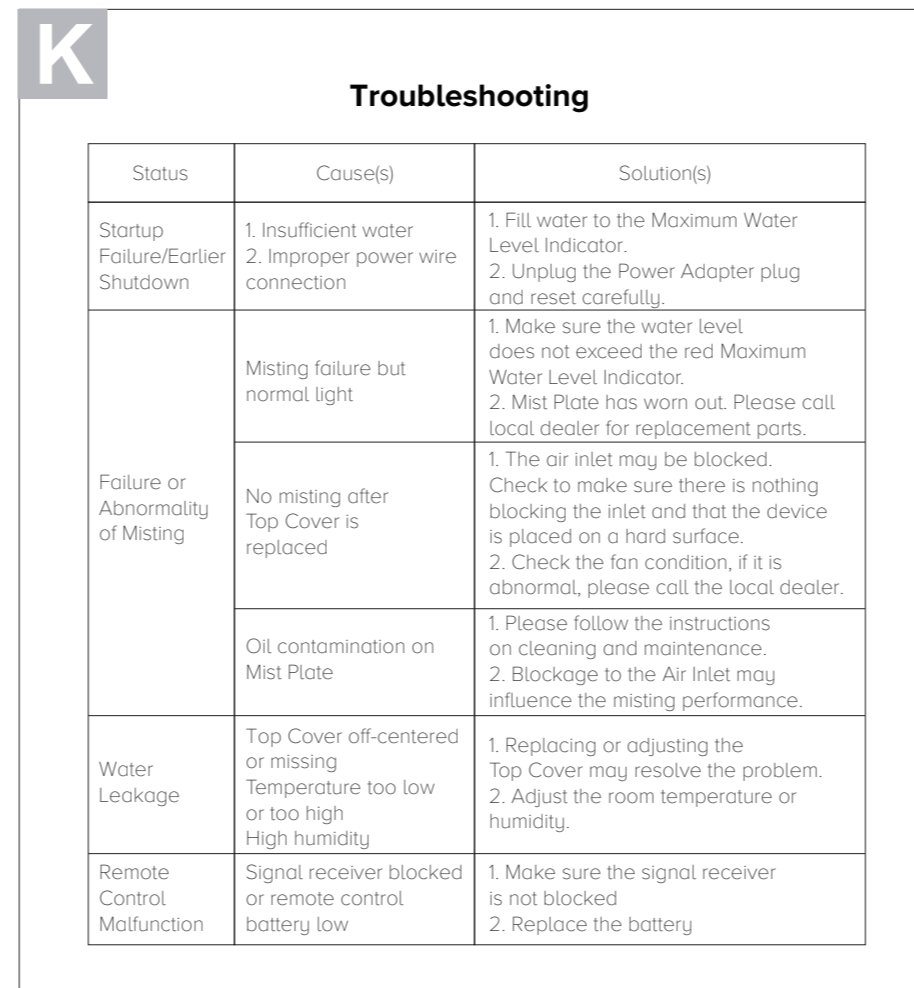 K
Troubleshooting
Status
Cause(s)
Solution(s)
Startup
Failure/Earlier
Shutdown
1. Insufficient water
2. Improper power wire
connection
1. Fill water to the Maximum Water
Level Indicator.
2. Unplug the Power Adapter plug
and reset carefully.
Failure or
Abnormality
of Misting
Misting failure but
normal light
1. Make sure the water level
does not exceed the red Maximum
Water Level Indicator.
2. Mist Plate has worn out. Please call
local dealer for replacement parts.
No misting after
Top Cover is
replaced
1. The air inlet may be blocked.
Check to make sure there is nothing
blocking the inlet and that the device
is placed on a hard surface.
2. Check the fan condition, if it is
abnormal, please call the local dealer.
Oil contamination on
Mist Plate
1. Please follow the instructions
on cleaning and maintenance.
2. Blockage to the Air Inlet may
influence the misting performance.
Water
Leakage
Top Cover off-centered
or missing
Temperature too low
or too high
High humidity
1. Replacing or adjusting the
Top Cover may resolve the problem.
2. Adjust the room temperature or
humidity.
Remote
Control
Malfunction
Signal receiver blocked
or remote control
battery low
1. Make sure the signal receiver
is not blocked
2. Replace the battery